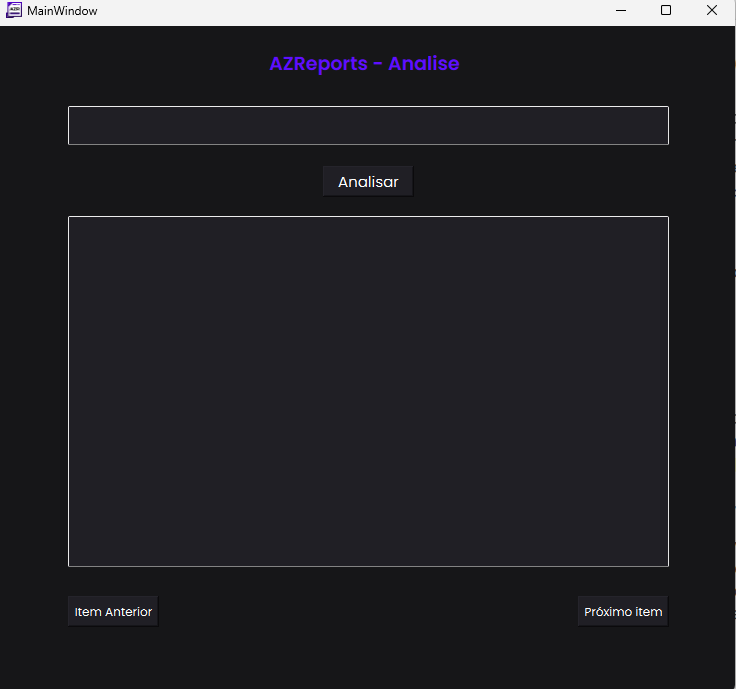 MainWindow
AZReports - Analise
Analisar
Item Anterior
Próximo item